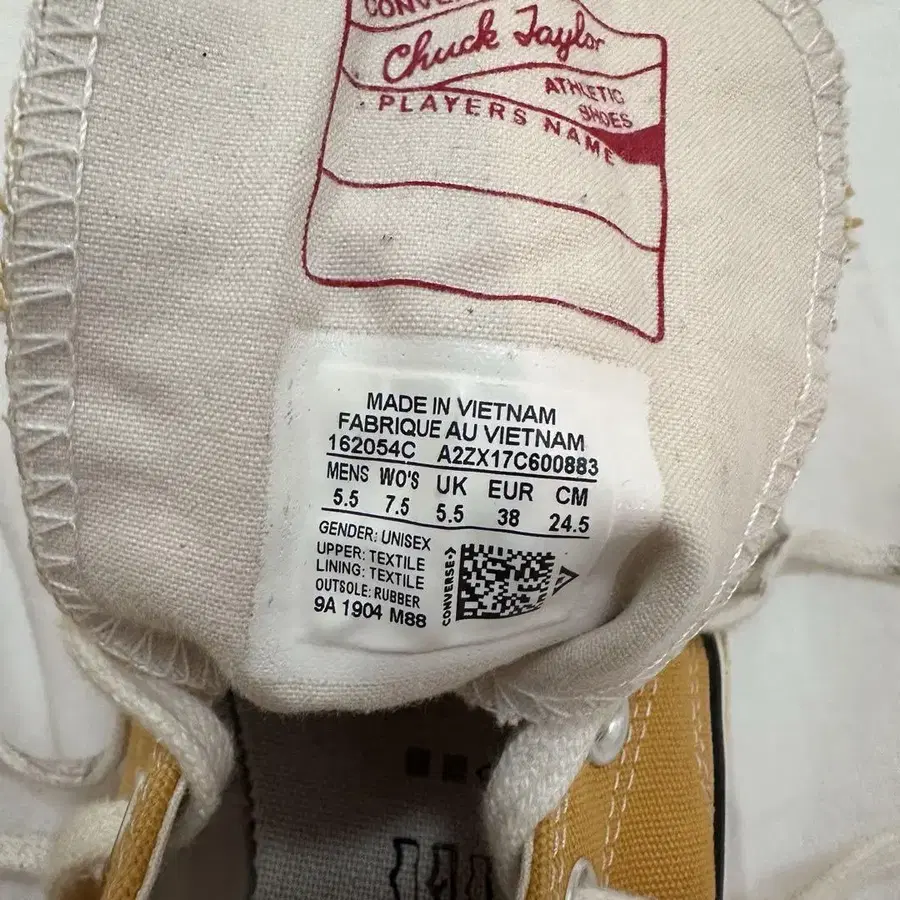 Chuck Taylor
ATHLETIC
SHOES
PLAYERS NAME
MADE IN VIETNAM
FABRIQUE AU VIETNAM
162054C A2ZX17C600883
MENS WO'S UK EUR CM
5.5 7.5 5.5 38 24.5
GENDER: UNISEX
UPPER: TEXTILE
LINING: TEXTILE
OUTSOLE: RUBBER
9A 1904 M88
CONVERSE